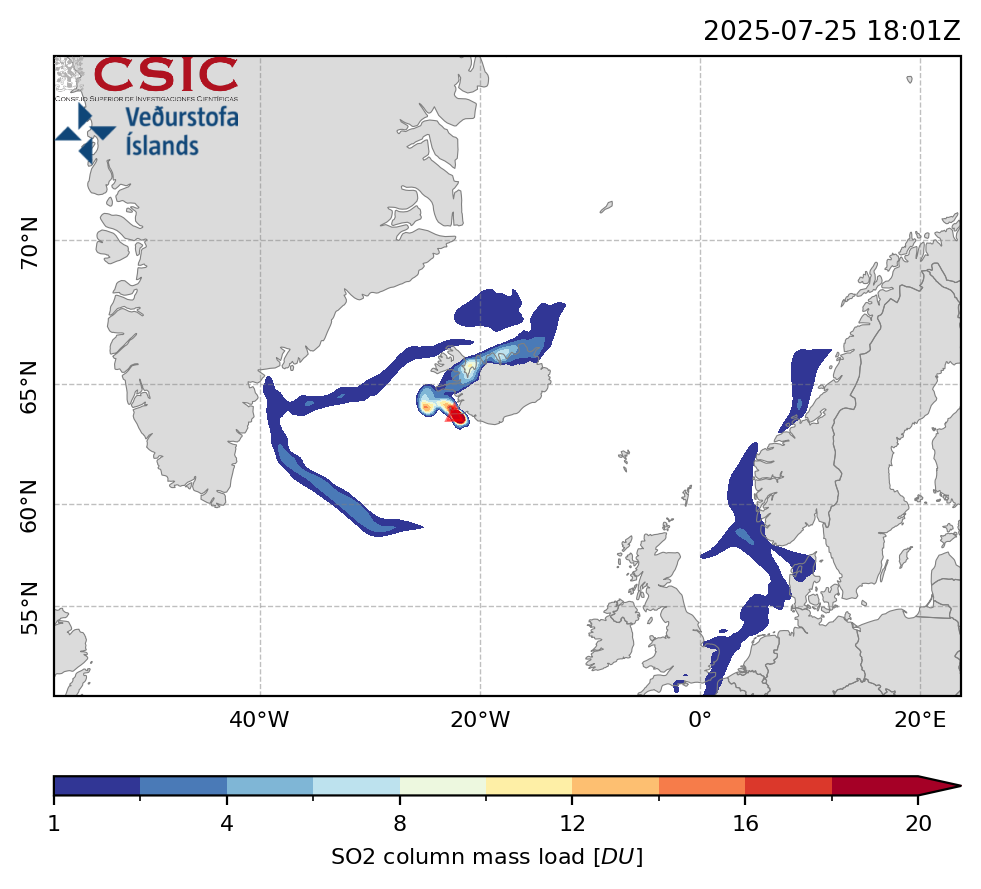 2025-07-25 18:01Z
CSIC
CONSEJO SUPERIOR DE INVESTIGACIONES CIENTÍFICAS
Veðurstofa
Íslands
70°N
65°N
60°N
55°N
40°W 20°W 0° 20°E
1 4 8 12 16 20
SO2 column mass load [DU]